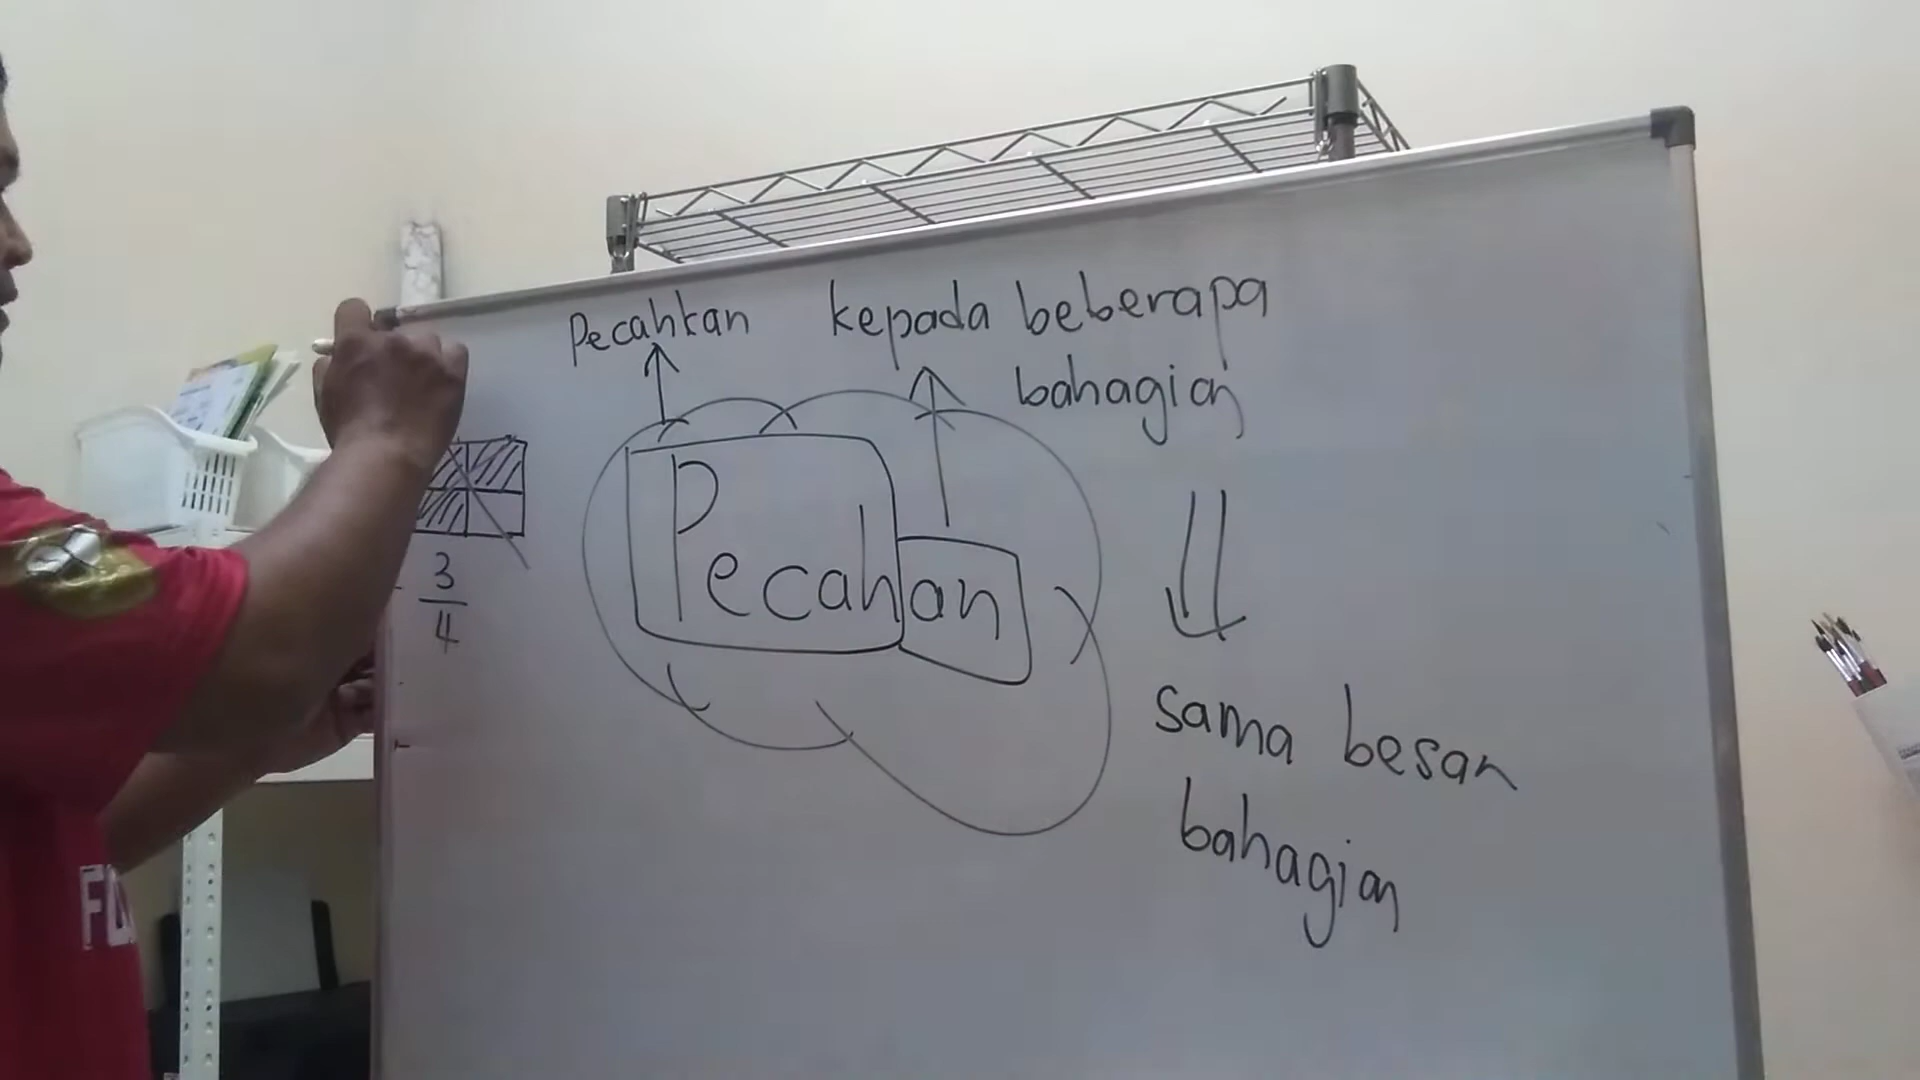 Pecahkan kepada beberapa
bahagian
Pecahan
3
4
sama besar
bahagian